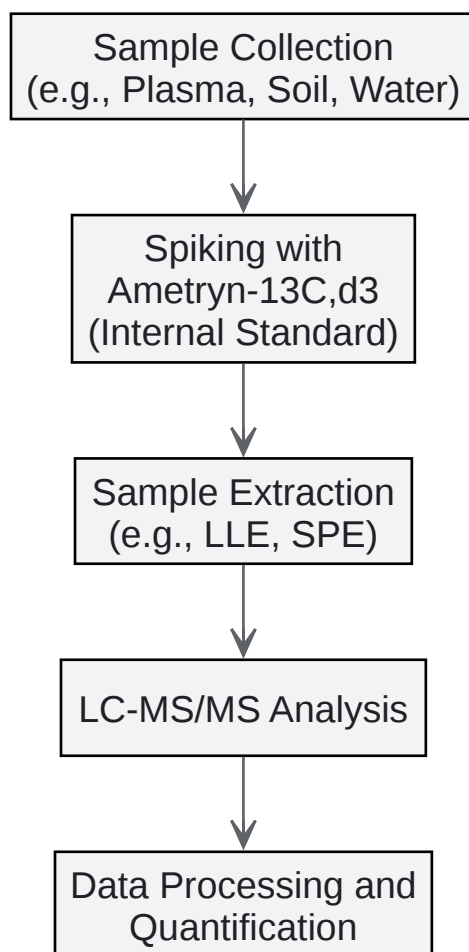 Sample Collection
(e.g., Plasma, Soil, Water)
Spiking with
Ametryn-13C,d3
(Internal Standard)
Sample Extraction
(e.g., LLE, SPE)
LC-MS/MS Analysis
Data Processing and
Quantification